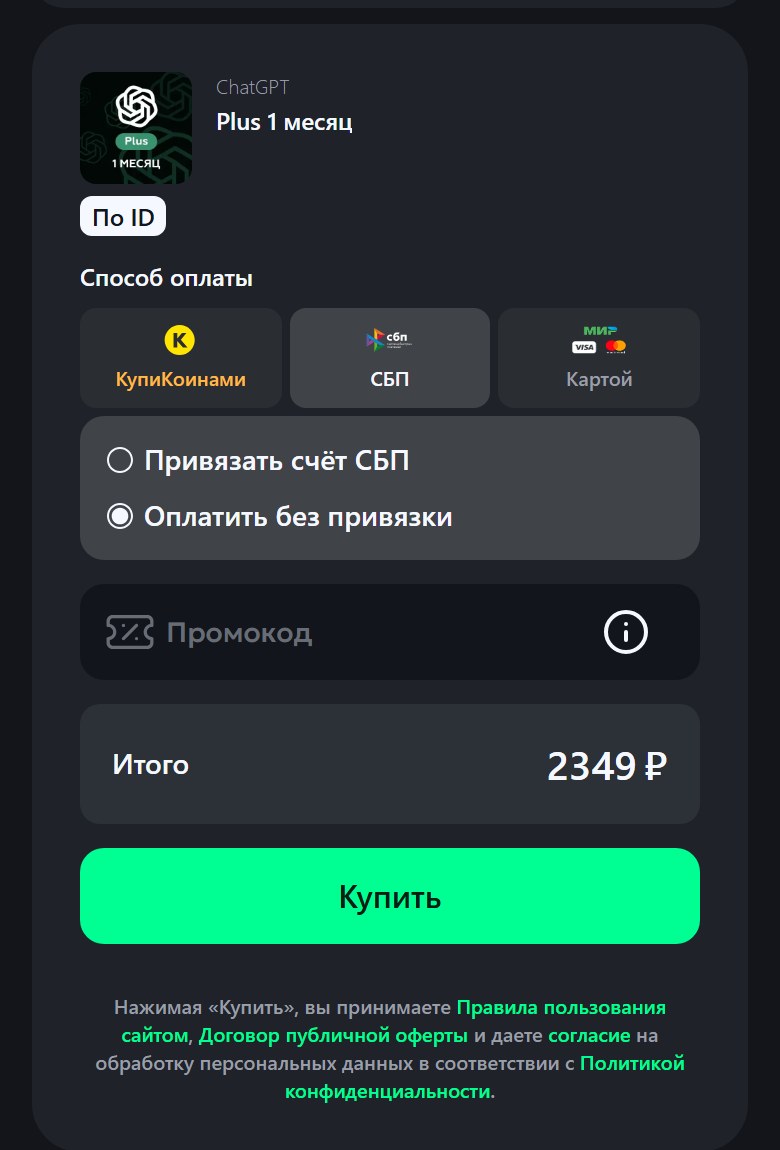 ChatGPT
Plus 1 месяц
Plus
1 МЕСЯЦ
По ID
Способ оплаты
К
КупиКоинами
сбп
СБП
МИР
VISA
Картой
Привязать счёт СБП
Оплатить без привязки
Промокод
Итого
2349 ₽
Купить
Нажимая «Купить», вы принимаете Правила пользования
сайтом, Договор публичной оферты и даете согласие на
обработку персональных данных в соответствии с Политикой
конфиденциальности.